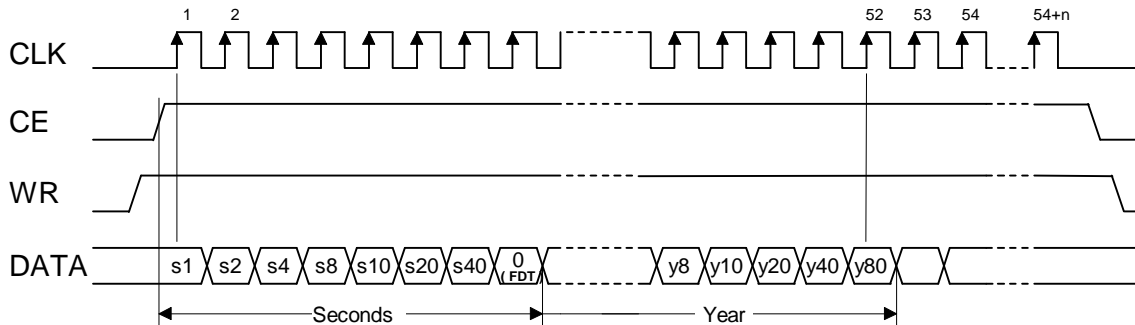 1 2 52 53 54 54+n
CLK
CE
WR
DATA s1 s2 s4 s8 s10 s20 s40 0 y8 y10 y20 y40 y80
( FDT)
Seconds Year